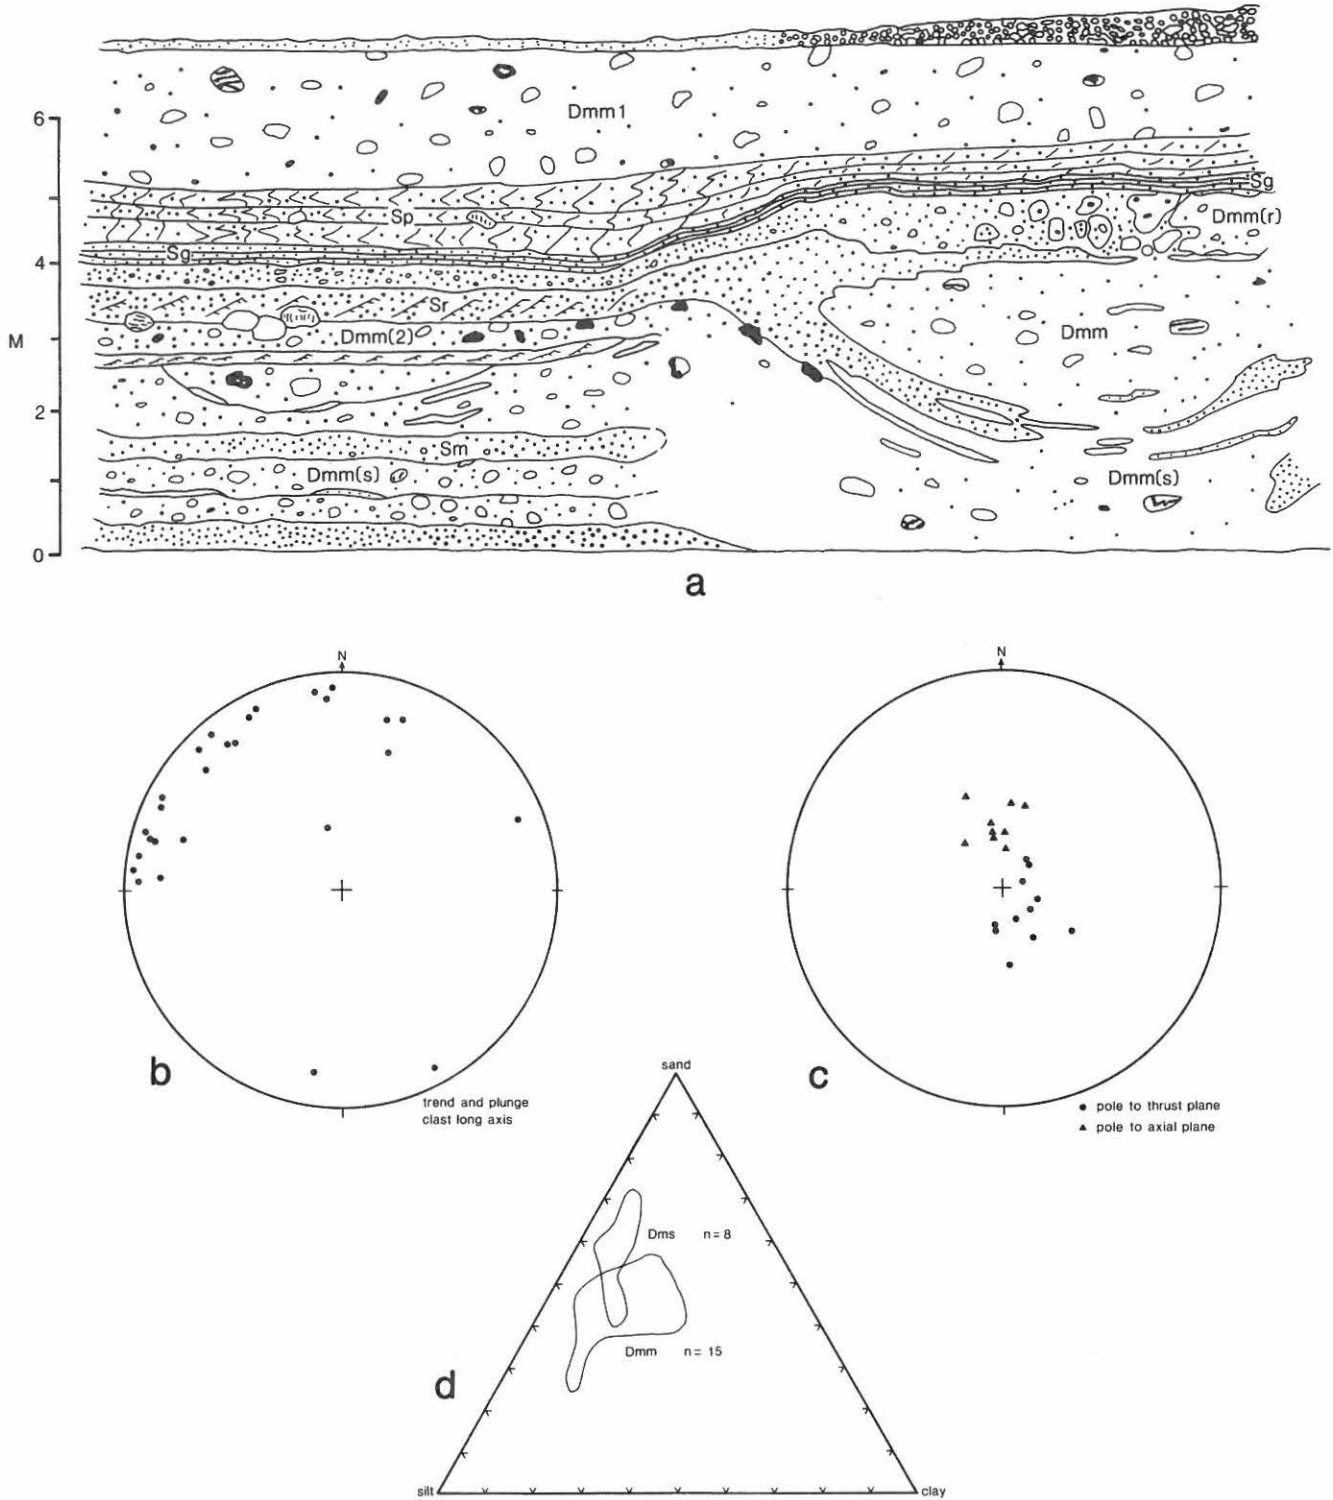 6
Dmm1
Sp
Sg
Sg
Dmm(r)
4
Sr
Dmm(2)
Dmm
M
2
Sm
Dmm(s)
Dmm(s)
0
a
N
N
b
trend and plunge
clast long axis
c
pole to thrust plane
pole to axial plane
sand
Dms n=8
Dmm n= 15
d
silt
clay